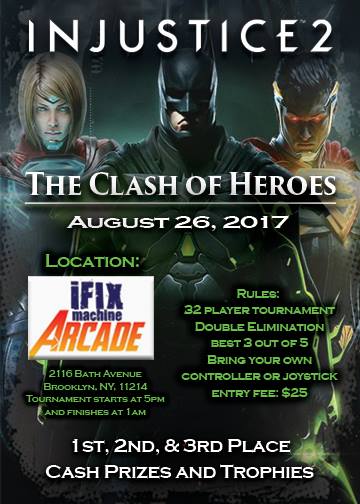 INJUSTICE 2
THE CLASH OF HEROES
AUGUST 26, 2017
LOCATION:
iFIX
machine
ARCADE
2116 BATH AVENUE
BROOKLYN, NY, 11214
TOURNAMENT STARTS AT 5PM
AND FINISHES AT 1AM
RULES:
32 PLAYER TOURNAMENT
DOUBLE ELIMINATION
BEST 3 OUT OF 5
BRING YOUR OWN
CONTROLLER OR JOYSTICK
ENTRY FEE: $25
1ST, 2ND, & 3RD PLACE
CASH PRIZES AND TROPHIES